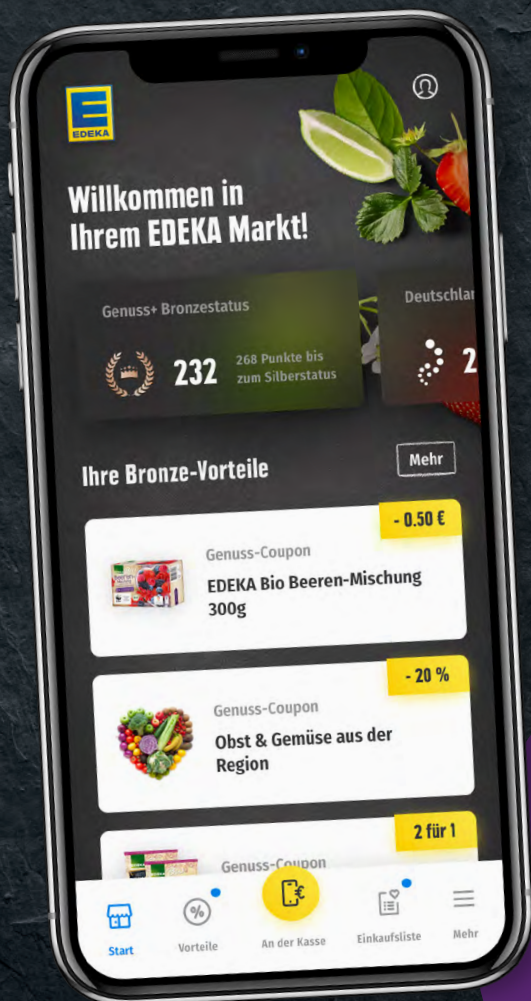 EDEKA
Willkommen in
Ihrem EDEKA Markt!
Genuss+ Bronzestatus
232
268 Punkte bis
zum Silberstatus
2
Ihre Bronze-Vorteile
Mehr
- 0.50 €
Genuss-Coupon
EDEKA Bio Beeren-Mischung
300g
- 20 %
Genuss-Coupon
Obst & Gemüse aus der
Region
2 für 1
Genuss-Coupon
Start
Vorteile
An der Kasse
Einkaufsliste
Mehr